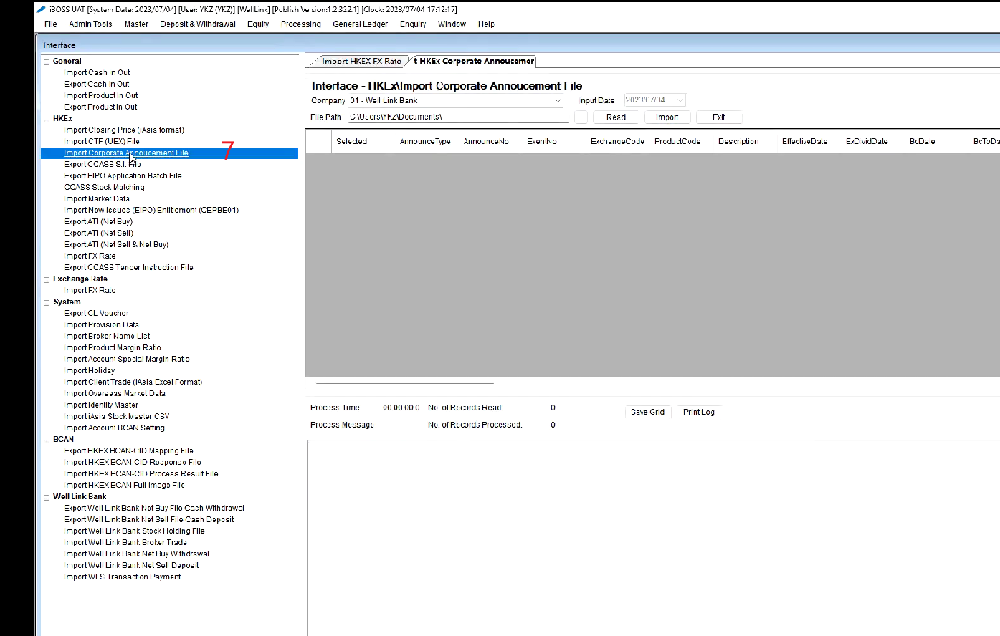 iBOSS UAT [System Date: 2023/07/04] [User: YKZ (YKZ)] [WellLink] [Publish Version:1.2.322.1] [Clock: 2023/07/04 17:12:17]
File Admin Tools Master Deposit & Withdrawal Equity Processing General Ledger Enquiry Window Help
Interface
General
Import Cash In Out
Export Cash In Out
Import Product In Out
Export Product In Out
HKEx
Import Closing Price (iAsia format)
Import CTF (UEX) File
Import Corporate Annoucement File
7
Export CCASS S.I. File
Export EIPO Application Batch File
CCASS Stock Matching
Import Market Data
Import New Issues (EIPO) Entitlement (CEPBE01)
Export ATI (Net Buy)
Export ATI (Net Sell)
Export ATI (Net Sell & Net Buy)
Import FX Rate
Export CCASS Tender Instruction File
Exchange Rate
Import FX Rate
System
Export GL Voucher
Import Provision Data
Import Broker Name List
Import Product Margin Ratio
Import Account Special Margin Ratio
Import Holiday
Import Client Trade (iAsia Excel Format)
Import Overseas Market Data
Import Identity Master
Import iAsia Stock Master CSV
Import Account BCAN Setting
BCAN
Export HKEX BCAN-CID Mapping File
Import HKEX BCAN-CID Response File
Import HKEX BCAN-CID Process Result File
Import HKEX BCAN Full Image File
Well Link Bank
Export Well Link Bank Net Buy File Cash Withdrawal
Export Well Link Bank Net Sell File Cash Deposit
Import Well Link Bank Stock Holding File
Import Well Link Bank Broker Trade
Import Well Link Bank Net Buy Withdrawal
Import Well Link Bank Net Sell Deposit
Import WLS Transaction Payment
Import HKEX FX Rate t HKEx Corporate Annoucemer
Interface - HKEx\Import Corporate Annoucement File
Company 01 - Well Link Bank Input Date 2023/07/04
File Path C:\Users\YKZ\Documents\ Read Import Exit
Selected AnnounceType AnnounceNo EventNo ExchangeCode ProductCode Description EffectiveDate ExDividDate BcDate BcToDa
Process Time 00:00:00.0 No. of Records Read: 0 Save Grid Print Log
Process Message No. of Records Processed: 0